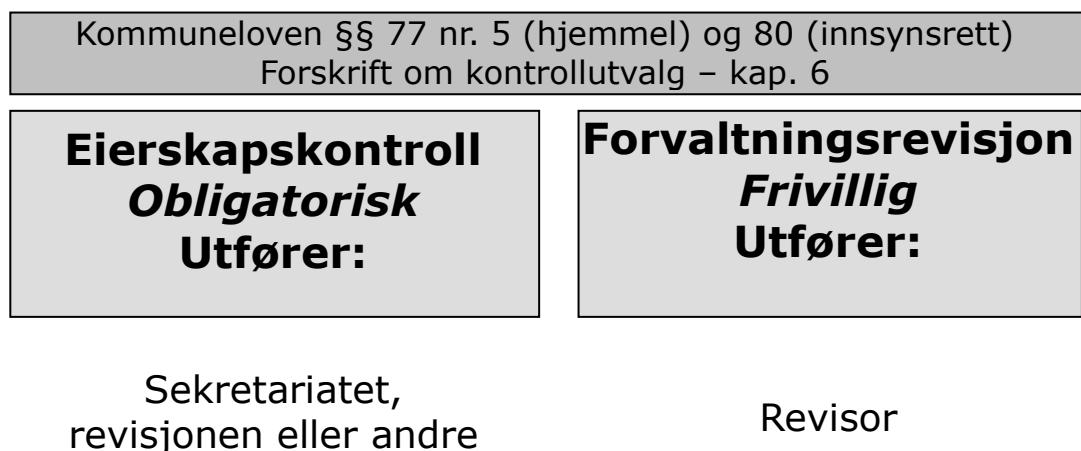 Kommuneloven §§ 77 nr. 5 (hjemmel) og 80 (innsynsrett)
Forskrift om kontrollutvalg – kap. 6
Eierskapskontroll
Obligatorisk
Utfører:
Forvaltningsrevisjon
Frivillig
Utfører:
Sekretariatet,
revisjonen eller andre
Revisor